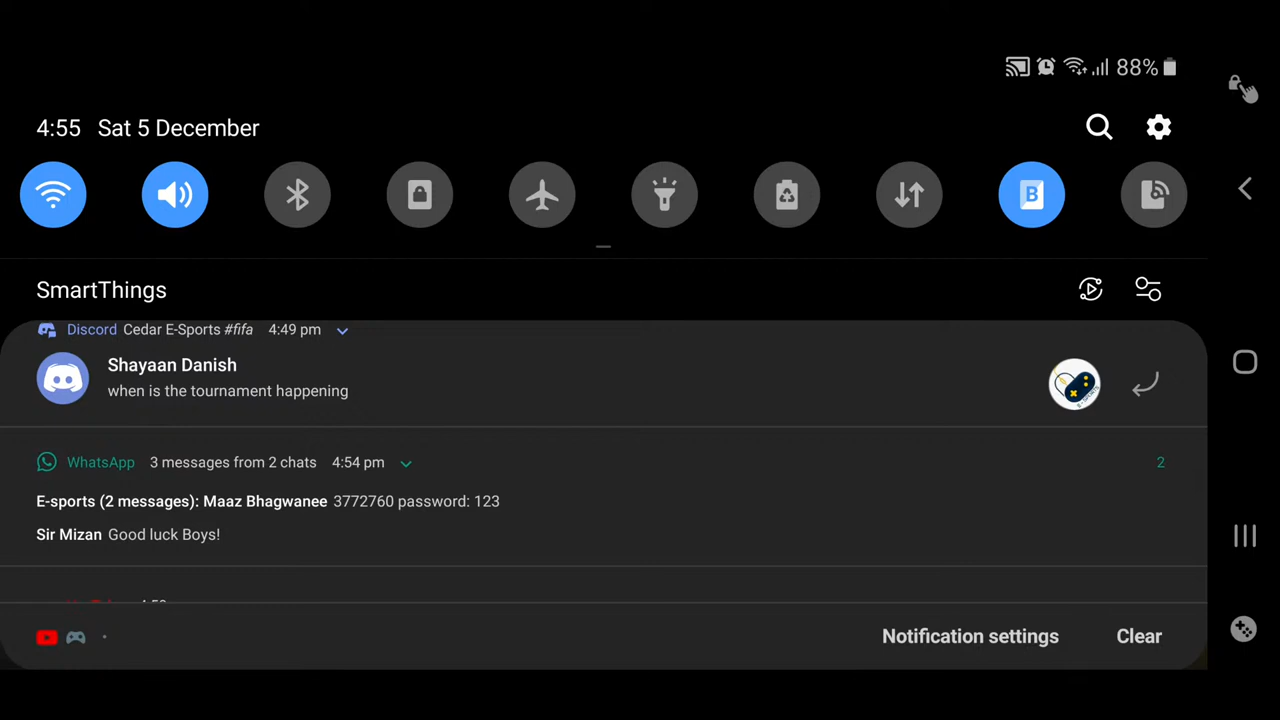 88%
4:55 Sat 5 December
B
SmartThings
Discord Cedar E-Sports #fifa 4:49 pm
Shayaan Danish
when is the tournament happening
WhatsApp 3 messages from 2 chats 4:54 pm 2
E-sports (2 messages): Maaz Bhagwanee 3772760 password: 123
Sir Mizan Good luck Boys!
Notification settings Clear